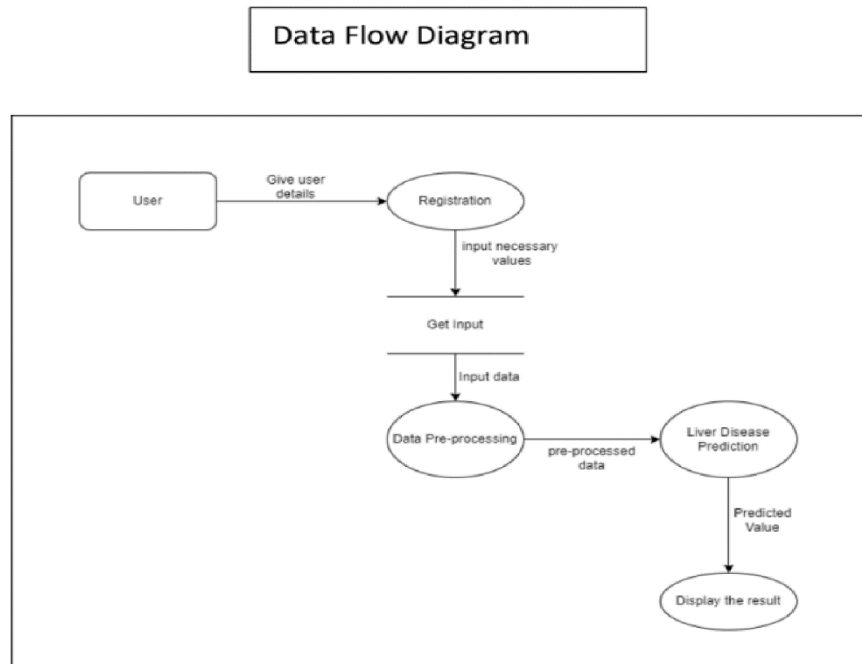 Data Flow Diagram
User
Give user
details
Registration
input necessary
values
Get Input
Input data
Data Pre-processing
pre-processed
data
Liver Disease
Prediction
Predicted
Value
Display the result